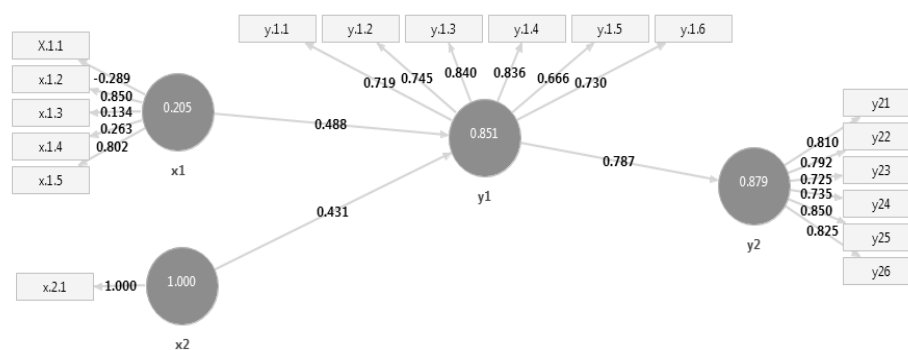 y.1.1 y.1.2 y.1.3 y.1.4 y.1.5 y.1.6
X.1.1
x.1.2
x.1.3
x.1.4
x.1.5
-0.289
0.850
0.134
0.263
0.802
0.205
x1
0.719 0.745 0.840 0.836 0.666 0.730
0.488
0.851
y1
0.787
0.431
x.2.1
1.000
1.000
x2
0.879
y2
0.810
0.792
0.725
0.735
0.850
0.825
y21
y22
y23
y24
y25
y26